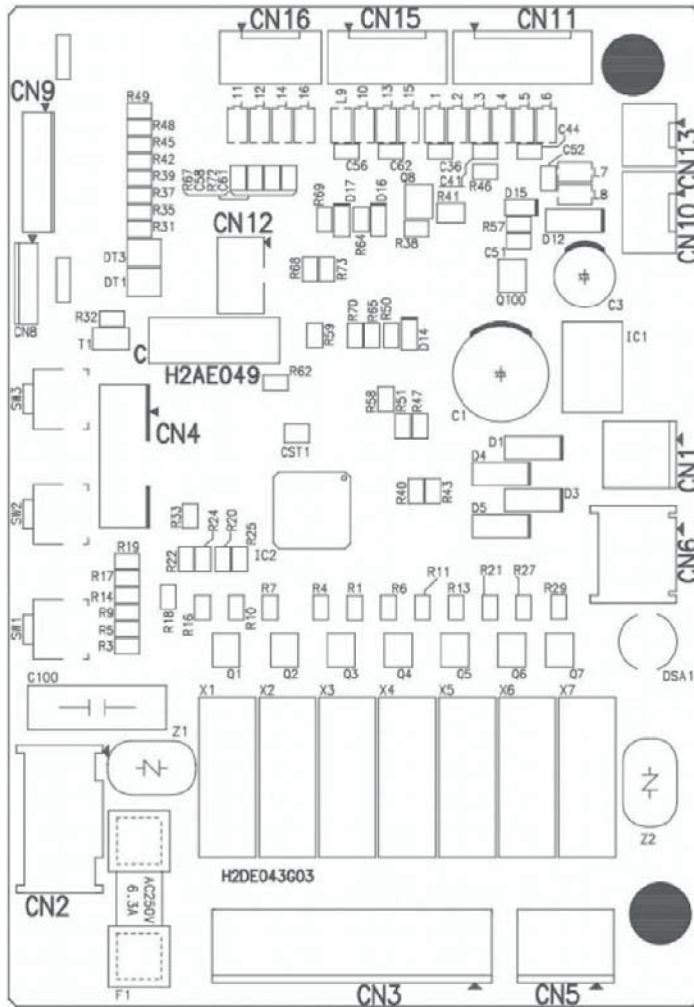 CN16
CN15
CN11
CN9
R49
R48
R45
R42
R39
R37
R35
R31
11
12
14
16
L9
10
13
15
1
2
3
4
5
6
C44
C52
CN13
C56
C62
C36
C41
R46
L7
L8
R67
C58
R72
C61
R69
D17
D16
Q8
R41
D15
R57
D12
CN10
CN12
R64
R38
C51
DT3
DT1
R68
R73
Q100
C3
CN8
R32
T1
C
H2AE049
R59
R70
R65
R50
D14
IC1
R62
SW3
CN4
R58
R51
R47
C1
CST1
D1
D4
CN1
R40
R43
D3
D5
SW2
R33
R24
R20
R25
R22
IC2
CN6
R19
R17
R14
R9
R5
R3
R18
R16
R10
R7
R4
R1
R6
R11
R13
R21
R27
R29
SW1
Q1
Q2
Q3
Q4
Q5
Q6
Q7
DSA1
C100
X1
X2
X3
X4
X5
X6
X7
Z1
Z2
H2DE043G03
CN2
AC250V
6.3A
F1
CN3
CN5